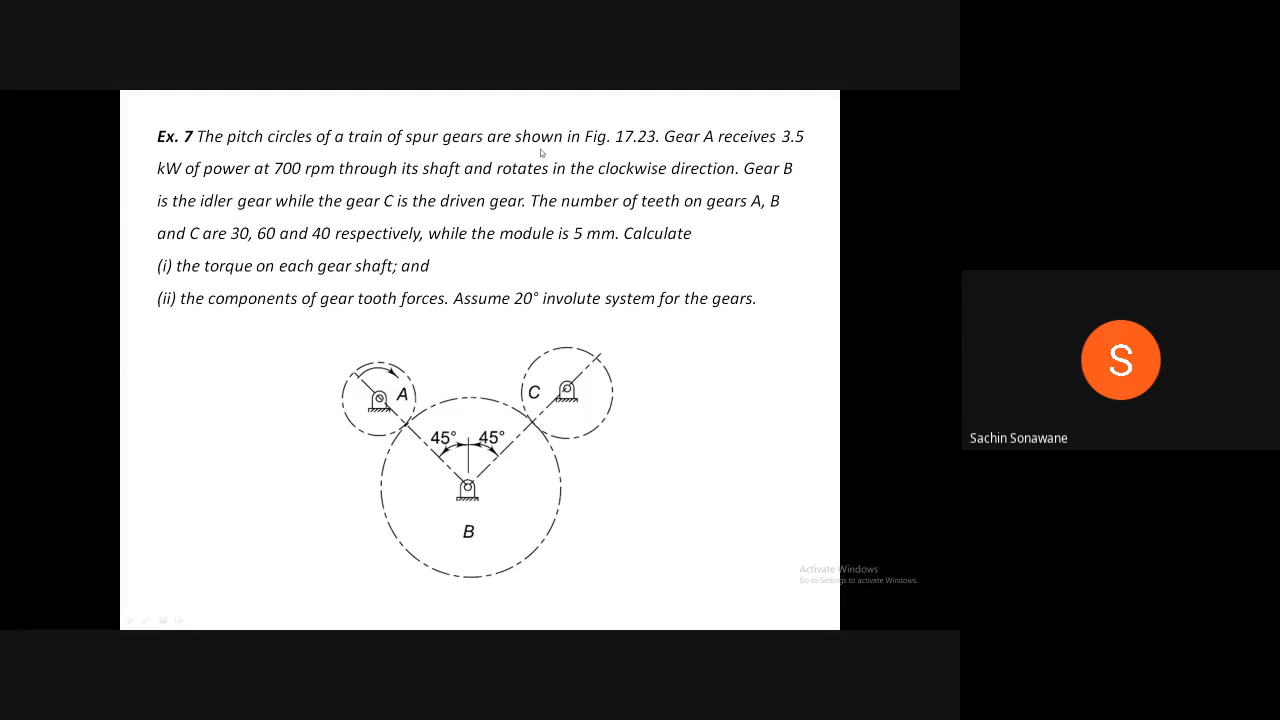 Ex. 7 The pitch circles of a train of spur gears are shown in Fig. 17.23. Gear A receives 3.5
kW of power at 700 rpm through its shaft and rotates in the clockwise direction. Gear B
is the idler gear while the gear C is the driven gear. The number of teeth on gears A, B
and C are 30, 60 and 40 respectively, while the module is 5 mm. Calculate
(i) the torque on each gear shaft; and
(ii) the components of gear tooth forces. Assume 20° involute system for the gears.
A
C
45° 45°
B
S
Sachin Sonawane
Activate Windows
Go to Settings to activate Windows.